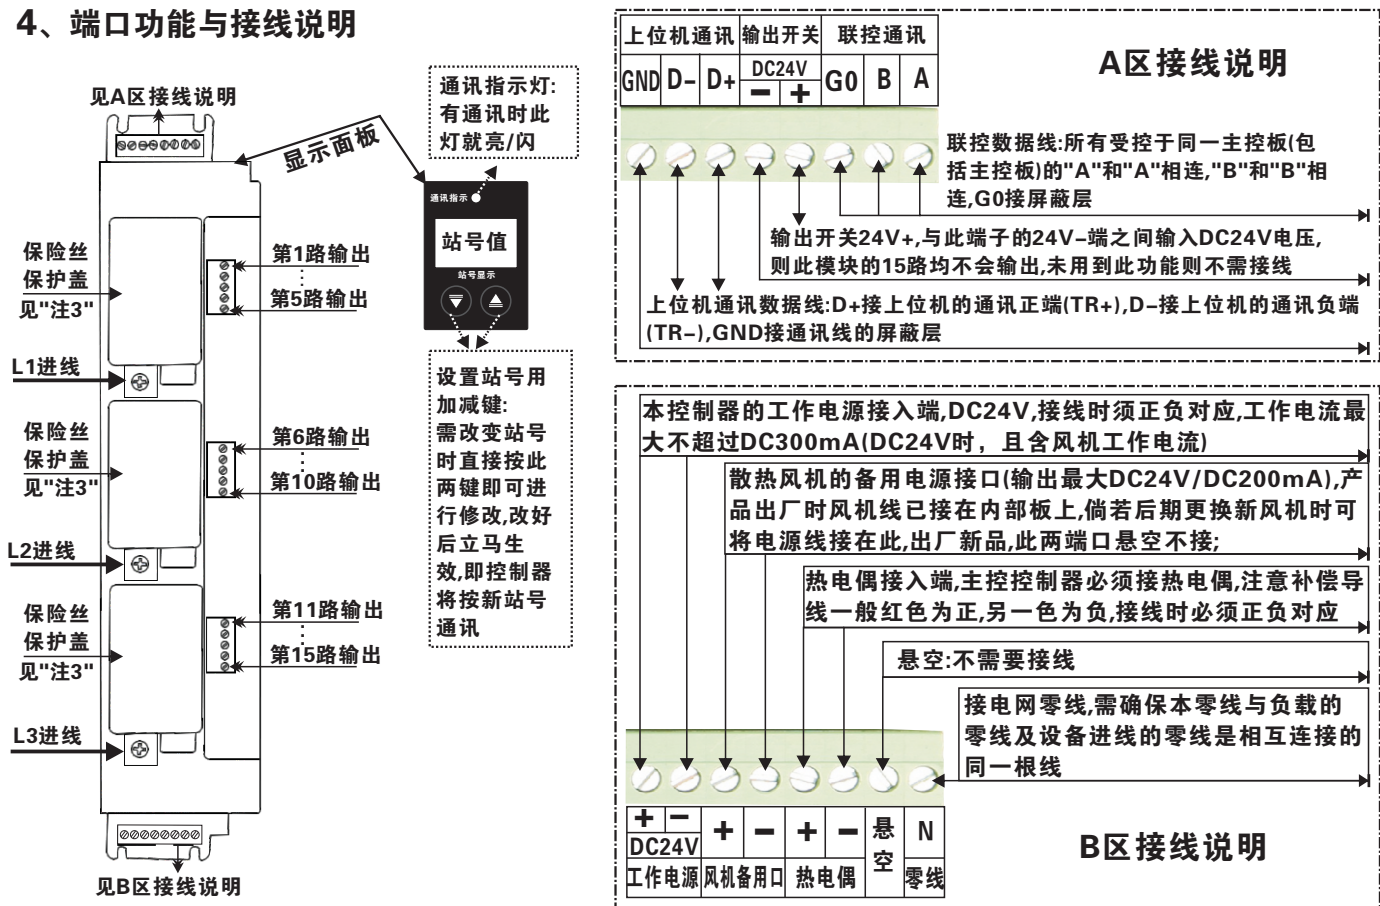 4、端口功能与接线说明
见A区接线说明
显示面板
保险丝
保护盖
见"注3"
第1路输出
第5路输出
L1进线
保险丝
保护盖
见"注3"
第6路输出
第10路输出
L2进线
保险丝
保护盖
见"注3"
第11路输出
第15路输出
L3进线
见B区接线说明
通讯指示灯:
有通讯时此
灯就亮/闪
通讯指示
站号值
站号显示
设置站号用
加减键:
需改变站号
时直接按此
两键即可进
行修改,改好
后立马生
效,即控制器
将按新站号
通讯
上位机通讯 输出开关 联控通讯
GND D- D+ DC24V G0 B A
- +
A区接线说明
联控数据线:所有受控于同一主控板(包
括主控板)的"A"和"A"相连,"B"和"B"相
连,G0接屏蔽层
输出开关24V+,与此端子的24V-端之间输入DC24V电压,
则此模块的15路均不会输出,未用到此功能则不需接线
上位机通讯数据线:D+接上位机的通讯正端(TR+),D-接上位机的通讯负端
(TR-),GND接通讯线的屏蔽层
本控制器的工作电源接入端,DC24V,接线时须正负对应,工作电流最
大不超过DC300mA(DC24V时，且含风机工作电流)
散热风机的备用电源接口(输出最大DC24V/DC200mA),产
品出厂时风机线已接在内部板上,倘若后期更换新风机时可
将电源线接在此,出厂新品,此两端口悬空不接;
热电偶接入端,主控控制器必须接热电偶,注意补偿导
线一般红色为正,另一色为负,接线时必须正负对应
悬空:不需要接线
接电网零线,需确保本零线与负载的
零线及设备进线的零线是相互连接的
同一根线
+ - + - + - 悬空 N
DC24V
工作电源 风机备用口 热电偶 零线
B区接线说明